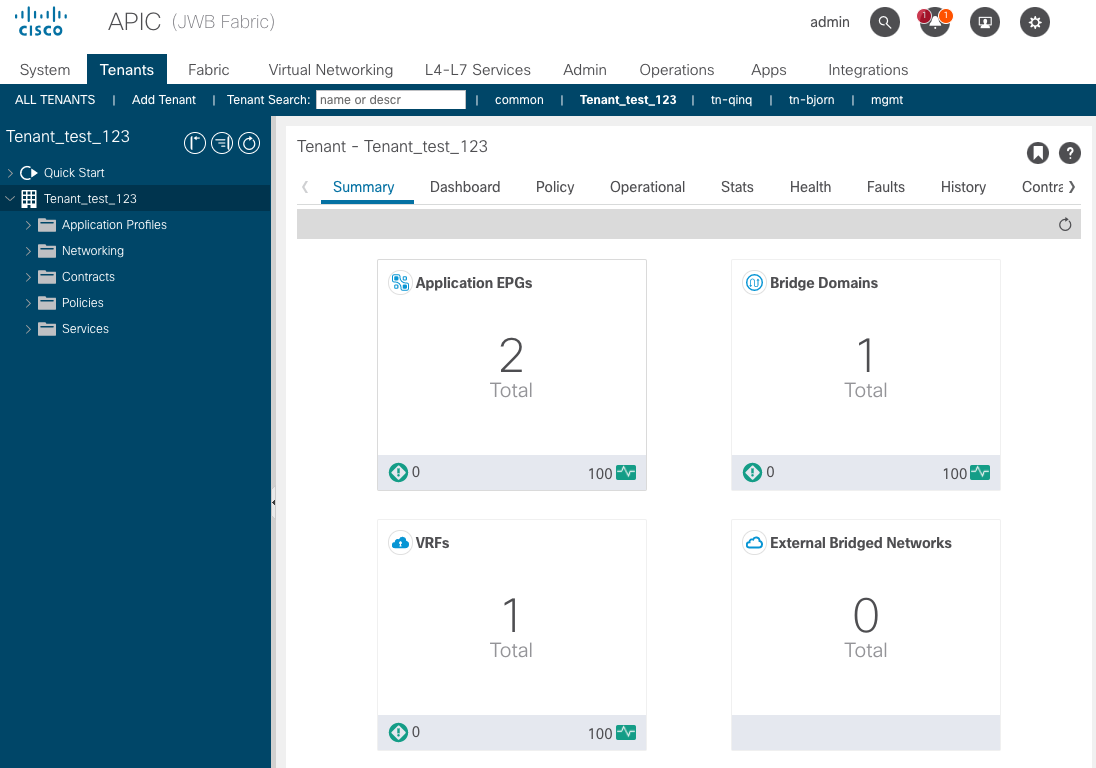 CISCO APIC (JWB Fabric) admin 1 1
System Tenants Fabric Virtual Networking L4-L7 Services Admin Operations Apps Integrations
ALL TENANTS | Add Tenant | Tenant Search: name or descr | common | Tenant_test_123 | tn-qinq | tn-bjorn | mgmt
Tenant_test_123
Quick Start
Tenant_test_123
Application Profiles
Networking
Contracts
Policies
Services
Tenant - Tenant_test_123
Summary Dashboard Policy Operational Stats Health Faults History Contra
Application EPGs
2
Total
0 100
Bridge Domains
1
Total
0 100
VRFs
1
Total
0 100
External Bridged Networks
0
Total